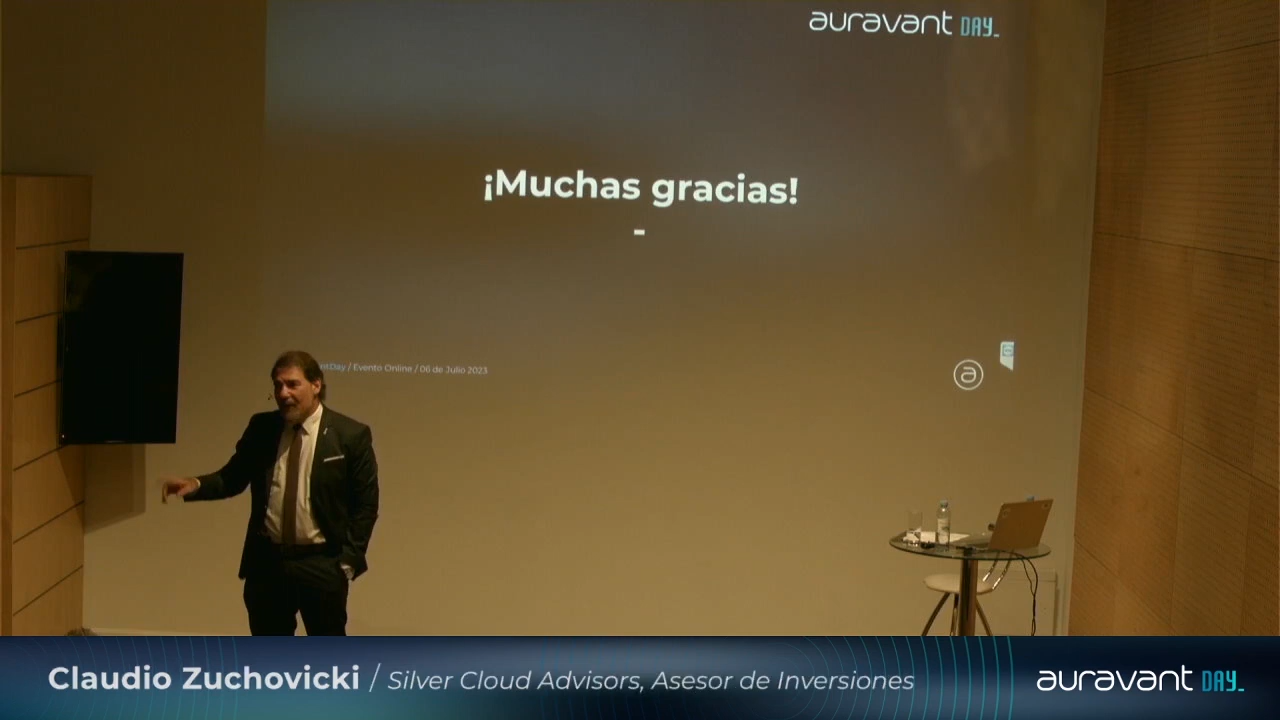 auravant DAY_
¡Muchas gracias!
-
ntDay / Evento Online / 06 de Julio 2023
a
Claudio Zuchovicki / Silver Cloud Advisors, Asesor de Inversiones
auravant DAY_